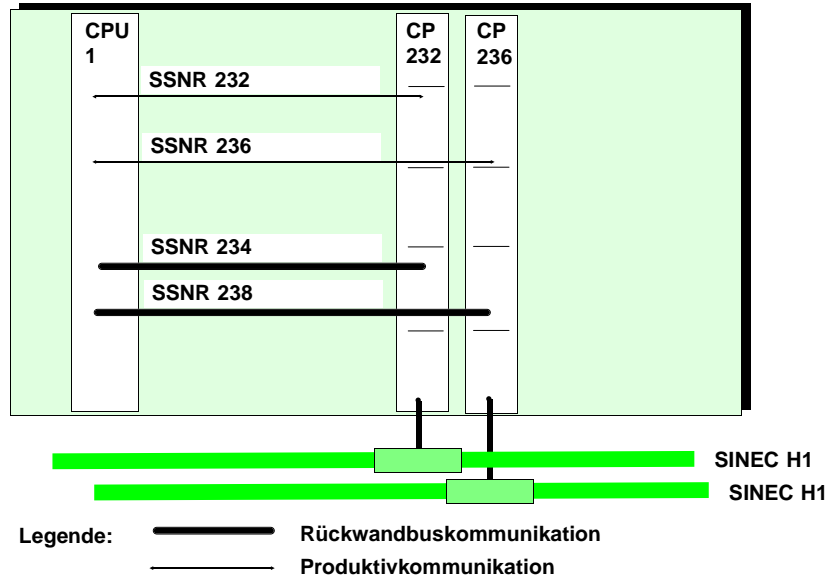 CPU
1
CP
232
CP
236
SSNR 232
SSNR 236
SSNR 234
SSNR 238
SINEC H1
SINEC H1
Legende:
Rückwandbuskommunikation
Produktivkommunikation